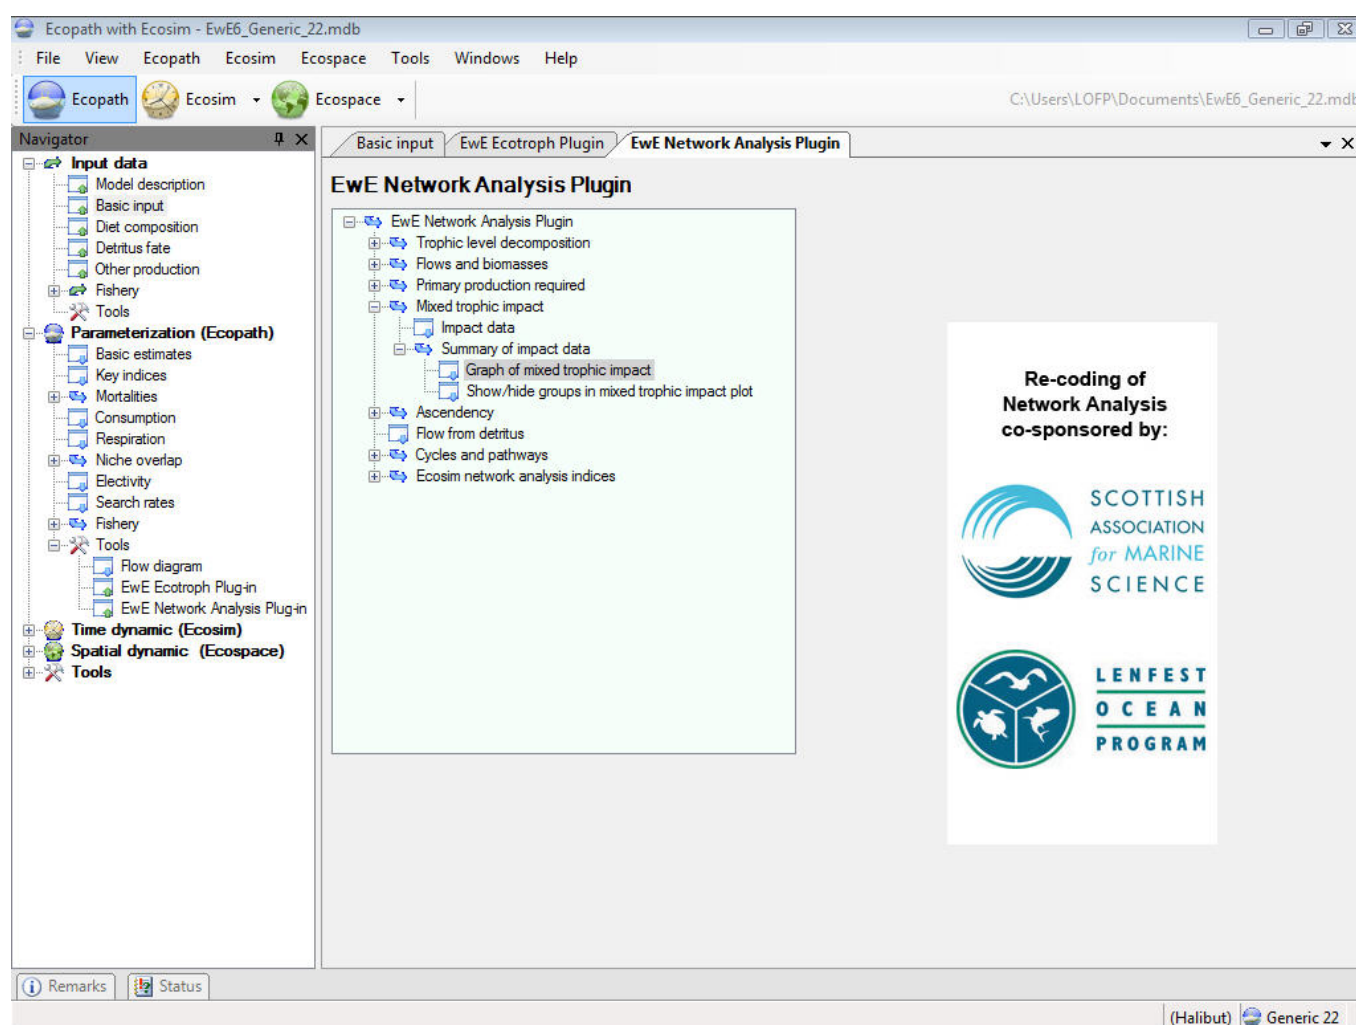 Ecopath with Ecosim - EwE6_Generic_22.mdb
File View Ecopath Ecosim Ecospace Tools Windows Help
Ecopath Ecosim Ecospace
C:\Users\LOFP\Documents\EwE6_Generic_22.mdb
Navigator
Input data
Model description
Basic input
Diet composition
Detritus fate
Other production
Fishery
Tools
Parameterization (Ecopath)
Basic estimates
Key indices
Mortalities
Consumption
Respiration
Niche overlap
Electivity
Search rates
Fishery
Tools
Flow diagram
EwE Ecotroph Plug-in
EwE Network Analysis Plug-in
Time dynamic (Ecosim)
Spatial dynamic (Ecospace)
Tools
Basic input EwE Ecotroph Plugin EwE Network Analysis Plugin
EwE Network Analysis Plugin
EwE Network Analysis Plugin
Trophic level decomposition
Flows and biomasses
Primary production required
Mixed trophic impact
Impact data
Summary of impact data
Graph of mixed trophic impact
Show/hide groups in mixed trophic impact plot
Ascendency
Flow from detritus
Cycles and pathways
Ecosim network analysis indices
Re-coding of
Network Analysis
co-sponsored by:
SCOTTISH
ASSOCIATION
for MARINE
SCIENCE
LENFEST
OCEAN
PROGRAM
Remarks Status
(Halibut) Generic 22